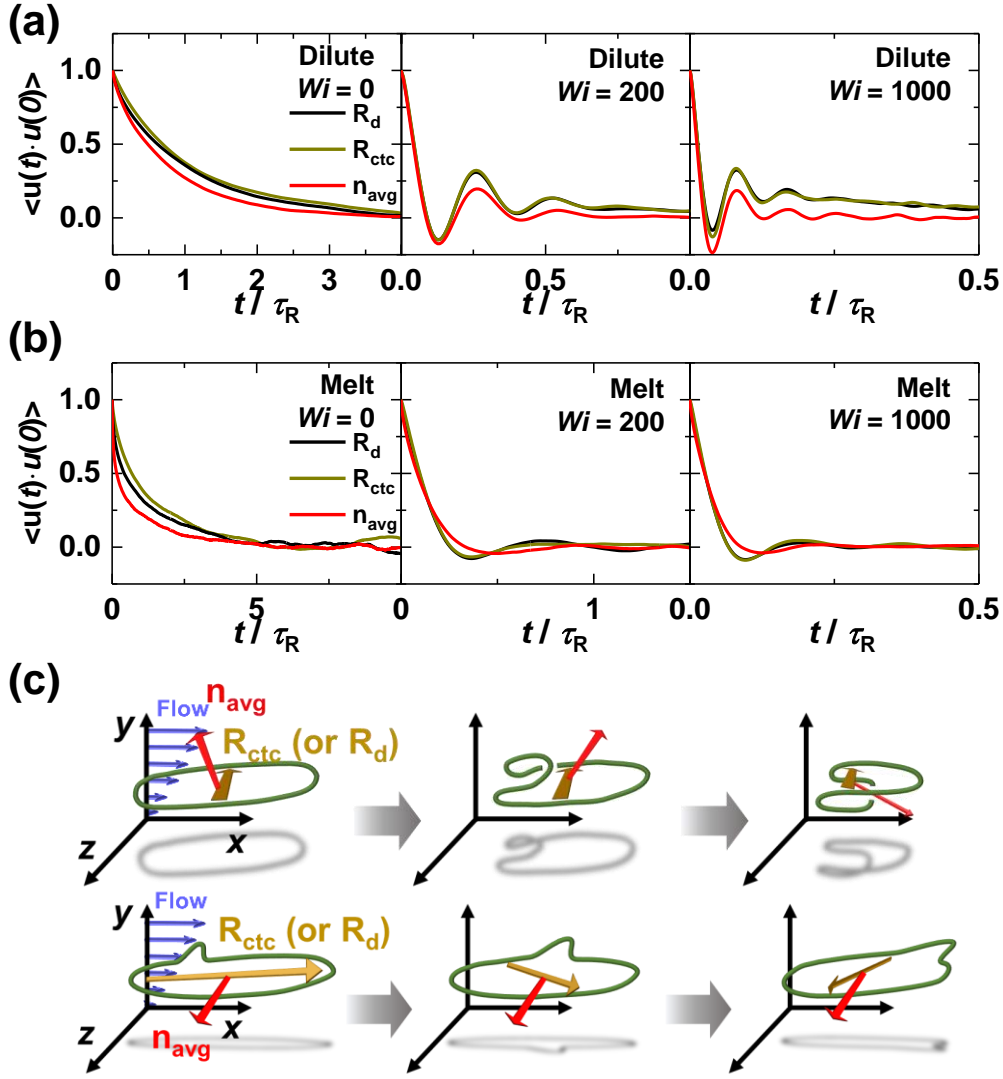 (a)
<u(t)·u(0)>
1.0
0.5
0.0
Dilute
Wi = 0
R_d
R_ctc
n_avg
Dilute
Wi = 200
Dilute
Wi = 1000
0 1 2 3 0.0 0.5 0.0 0.5
t / τ_R
t / τ_R
t / τ_R
(b)
<u(t)·u(0)>
1.0
0.5
0.0
Melt
Wi = 0
R_d
R_ctc
n_avg
Melt
Wi = 200
Melt
Wi = 1000
0 5 0 1 0.0 0.5
t / τ_R
t / τ_R
t / τ_R
(c)
n_avg
Flow
y
R_ctc (or R_d)
x
z
Flow
y
R_ctc (or R_d)
x
z
n_avg